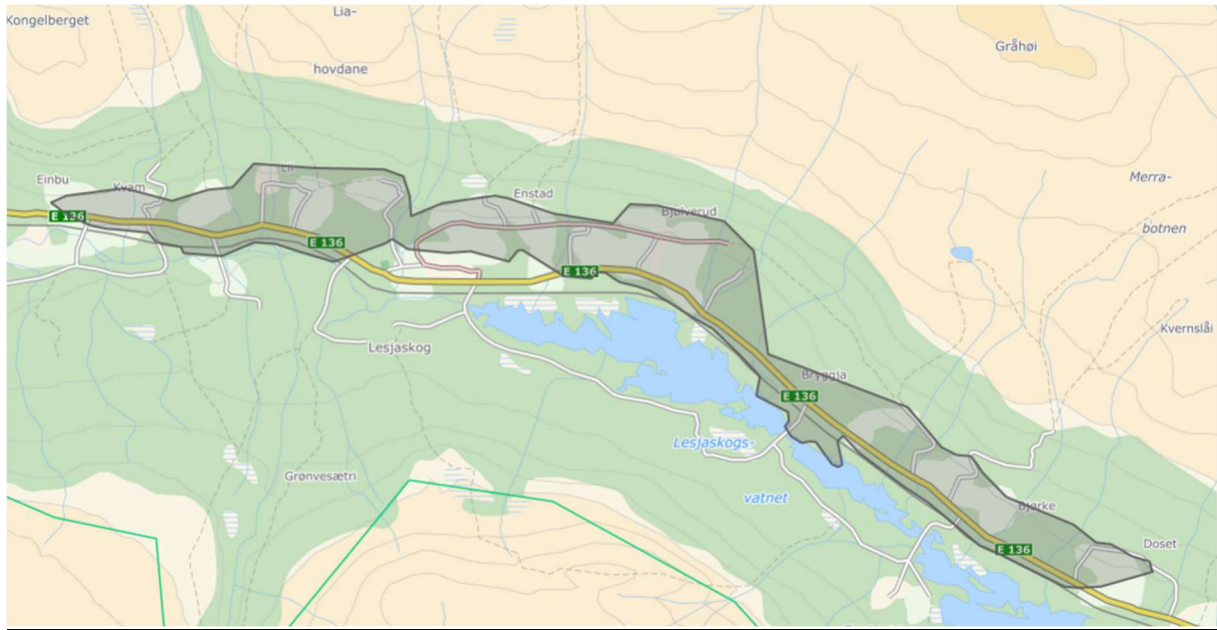 Kongelberget
Lia-
hovdane
Gråhøi
Merra-
botnen
Kvernslåi
Einbu
Kvam
Li
Enstad
Bjølverud
E 136
E 136
E 136
Lesjaskog
Bryggja
E 136
Lesjaskogs-
vatnet
Grønvesætri
Bjørke
Doset
E 136